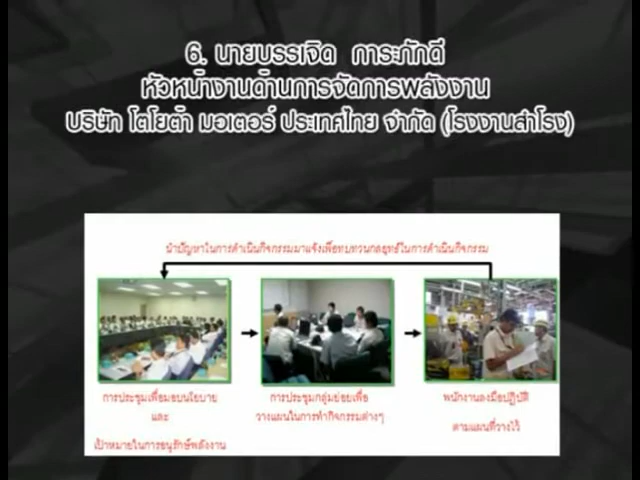 6. นายบรรเจิด การะภักดี
หัวหน้างานด้านการจัดการพลังงาน
บริษัท โตโยต้า มอเตอร์ ประเทศไทย จำกัด (โรงงานสำโรง)
นำปัญหาในการดำเนินกิจกรรมมาแจ้งเพื่อทบทวนกลยุทธ์ในการดำเนินกิจกรรม
การประชุมเพื่อมอบนโยบาย
และ
เป้าหมายในการอนุรักษ์พลังงาน
การประชุมกลุ่มย่อยเพื่อ
วางแผนในการทำกิจกรรมต่างๆ
พนักงานลงมือปฏิบัติ
ตามแผนที่วางไว้